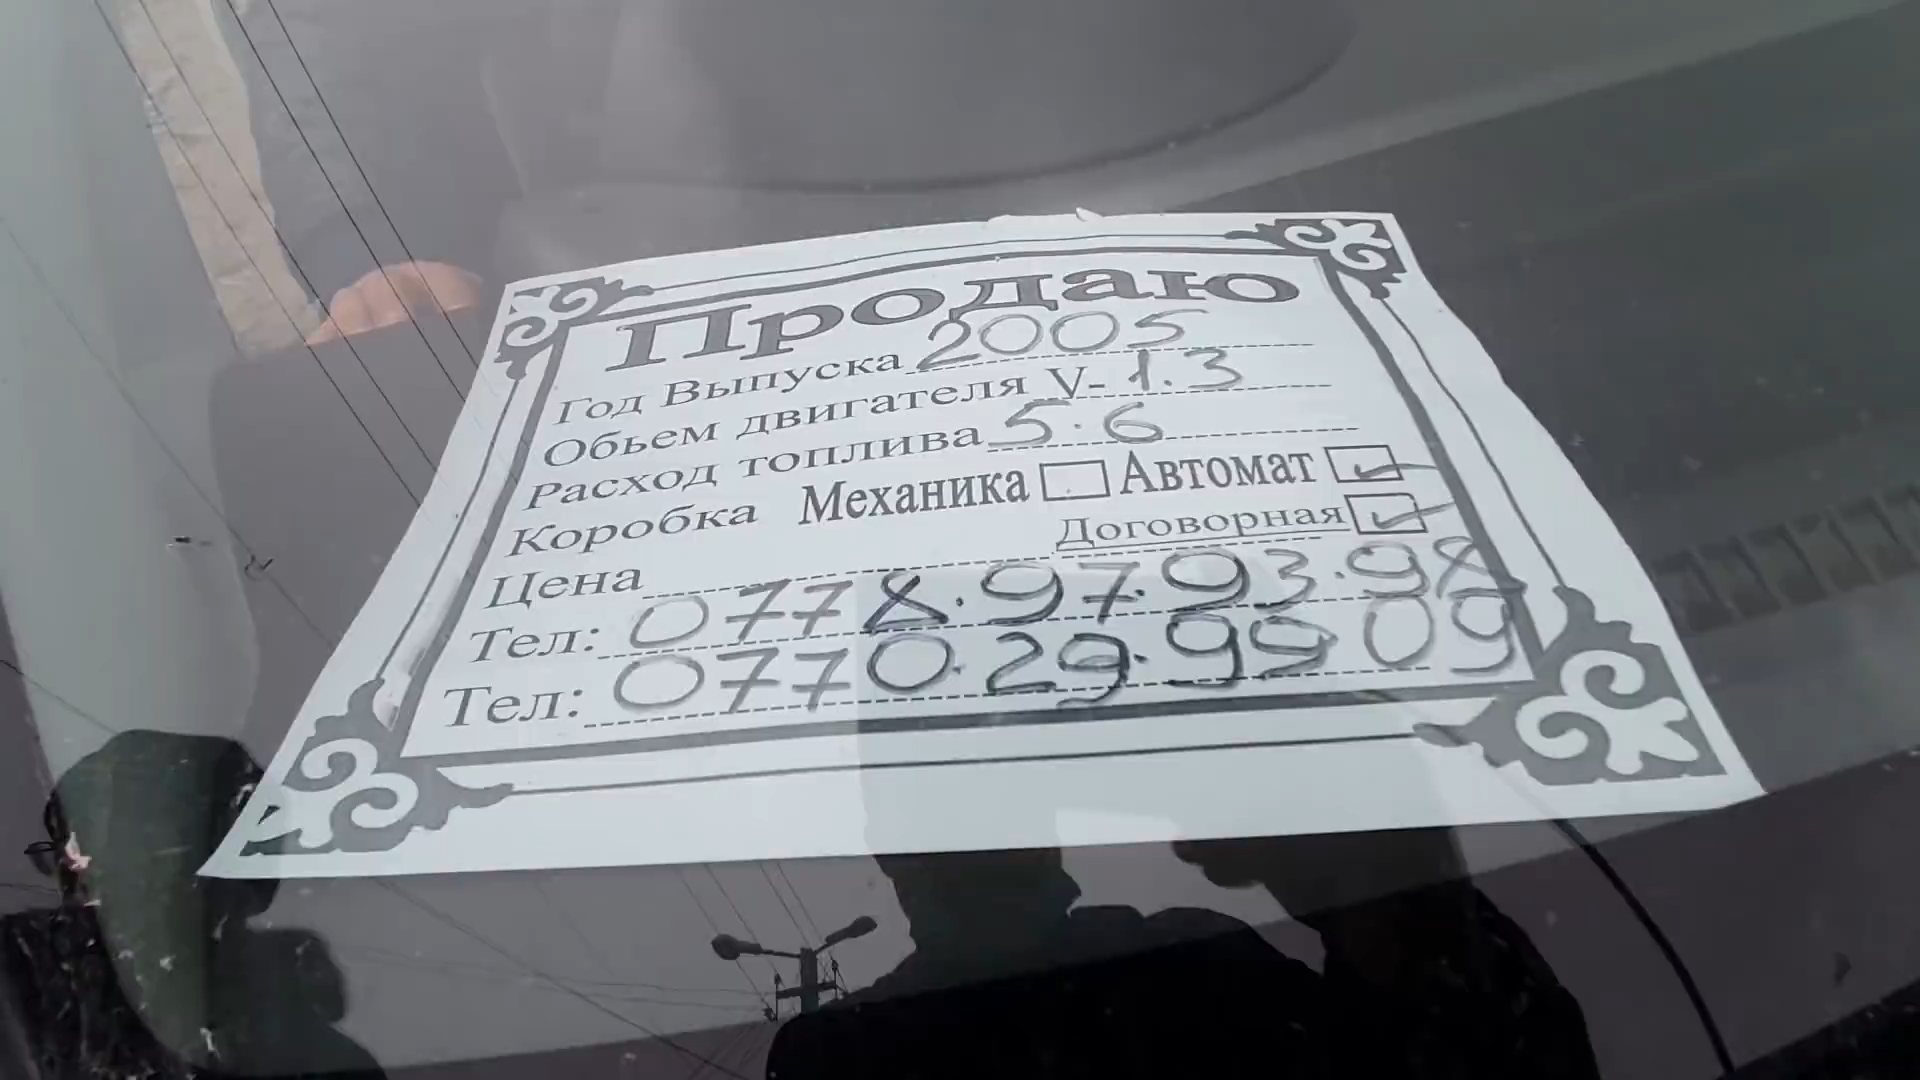 Продаю
Год Выпуска 2005
Обьем двигателя V- 1.3
Расход топлива 5.6
Коробка Механика Автомат
Договорная
Цена
Тел: 0778.97.93.98
Тел: 0770.29.99 09